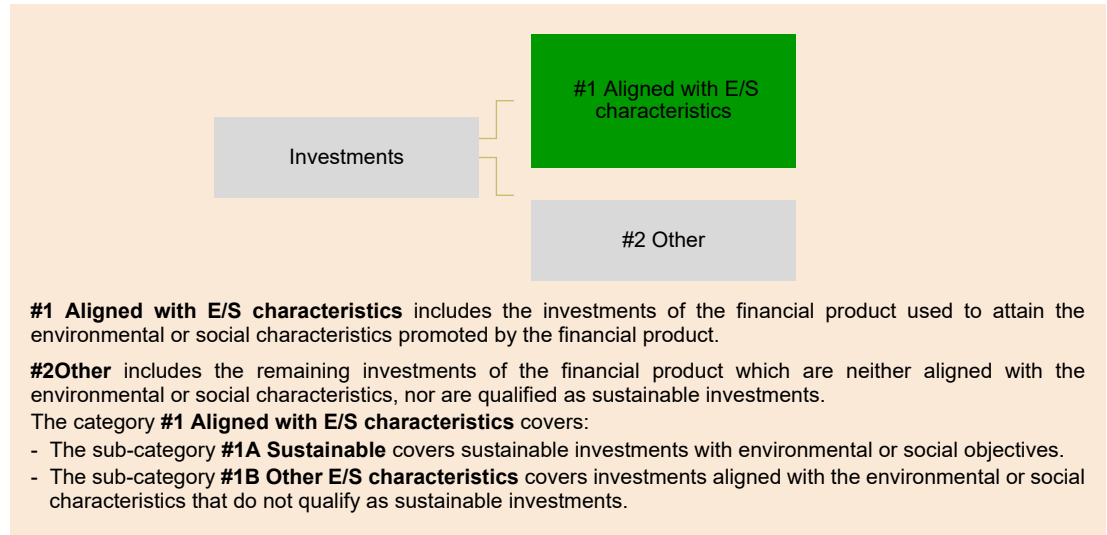 #1 Aligned with E/S
characteristics
Investments
#2 Other
#1 Aligned with E/S characteristics includes the investments of the financial product used to attain the
environmental or social characteristics promoted by the financial product.
#2Other includes the remaining investments of the financial product which are neither aligned with the
environmental or social characteristics, nor are qualified as sustainable investments.
The category #1 Aligned with E/S characteristics covers:
- The sub-category #1A Sustainable covers sustainable investments with environmental or social objectives.
- The sub-category #1B Other E/S characteristics covers investments aligned with the environmental or social
characteristics that do not qualify as sustainable investments.